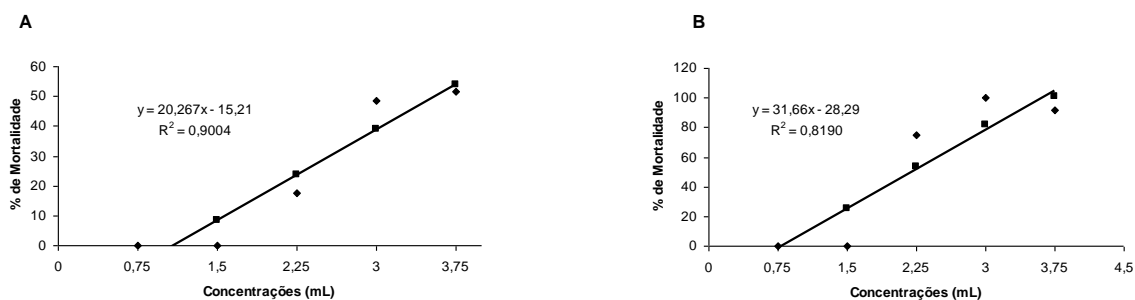 A
% de Mortalidade
60
50
40
30
20
10
0
y = 20,267x - 15,21
R² = 0,9004
0 0,75 1,5 2,25 3 3,75
Concentrações (mL)
B
% de Mortalidade
120
100
80
60
40
20
0
y = 31,66x - 28,29
R² = 0,8190
0 0,75 1,5 2,25 3 3,75 4,5
Concentrações (mL)